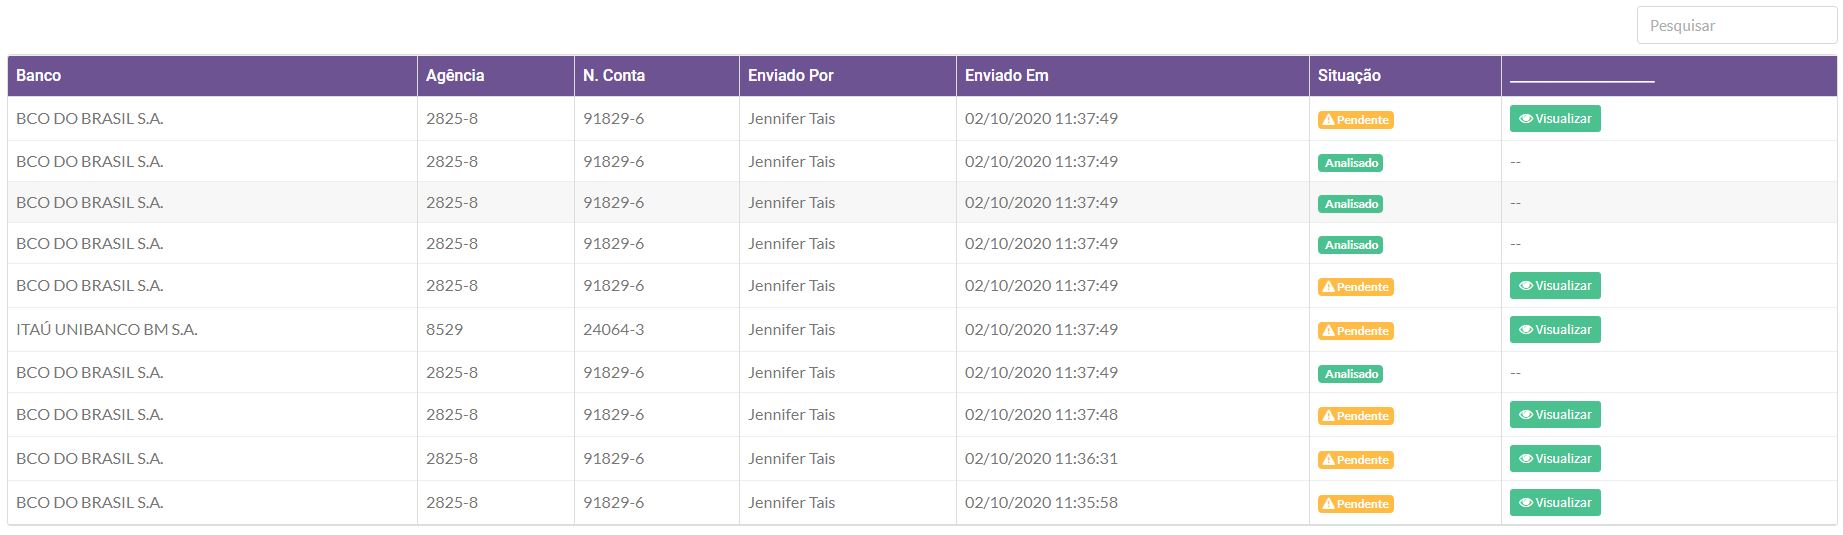 Pesquisar
Banco Agência N. Conta Enviado Por Enviado Em Situação ____________________
BCO DO BRASIL S.A. 2825-8 91829-6 Jennifer Tais 02/10/2020 11:37:49 Pendente Visualizar
BCO DO BRASIL S.A. 2825-8 91829-6 Jennifer Tais 02/10/2020 11:37:49 Analisado --
BCO DO BRASIL S.A. 2825-8 91829-6 Jennifer Tais 02/10/2020 11:37:49 Analisado --
BCO DO BRASIL S.A. 2825-8 91829-6 Jennifer Tais 02/10/2020 11:37:49 Analisado --
BCO DO BRASIL S.A. 2825-8 91829-6 Jennifer Tais 02/10/2020 11:37:49 Pendente Visualizar
ITAÚ UNIBANCO BM S.A. 8529 24064-3 Jennifer Tais 02/10/2020 11:37:49 Pendente Visualizar
BCO DO BRASIL S.A. 2825-8 91829-6 Jennifer Tais 02/10/2020 11:37:49 Analisado --
BCO DO BRASIL S.A. 2825-8 91829-6 Jennifer Tais 02/10/2020 11:37:48 Pendente Visualizar
BCO DO BRASIL S.A. 2825-8 91829-6 Jennifer Tais 02/10/2020 11:36:31 Pendente Visualizar
BCO DO BRASIL S.A. 2825-8 91829-6 Jennifer Tais 02/10/2020 11:35:58 Pendente Visualizar